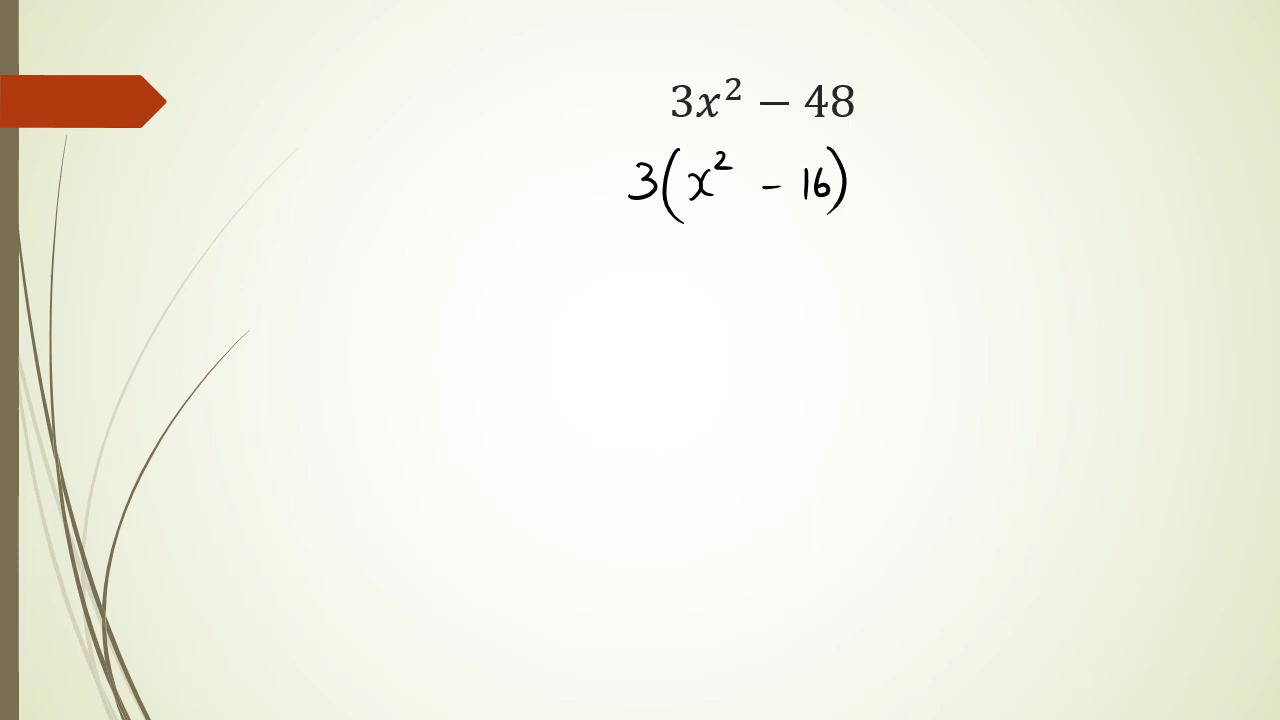 3x² − 48
3(x² - 16)